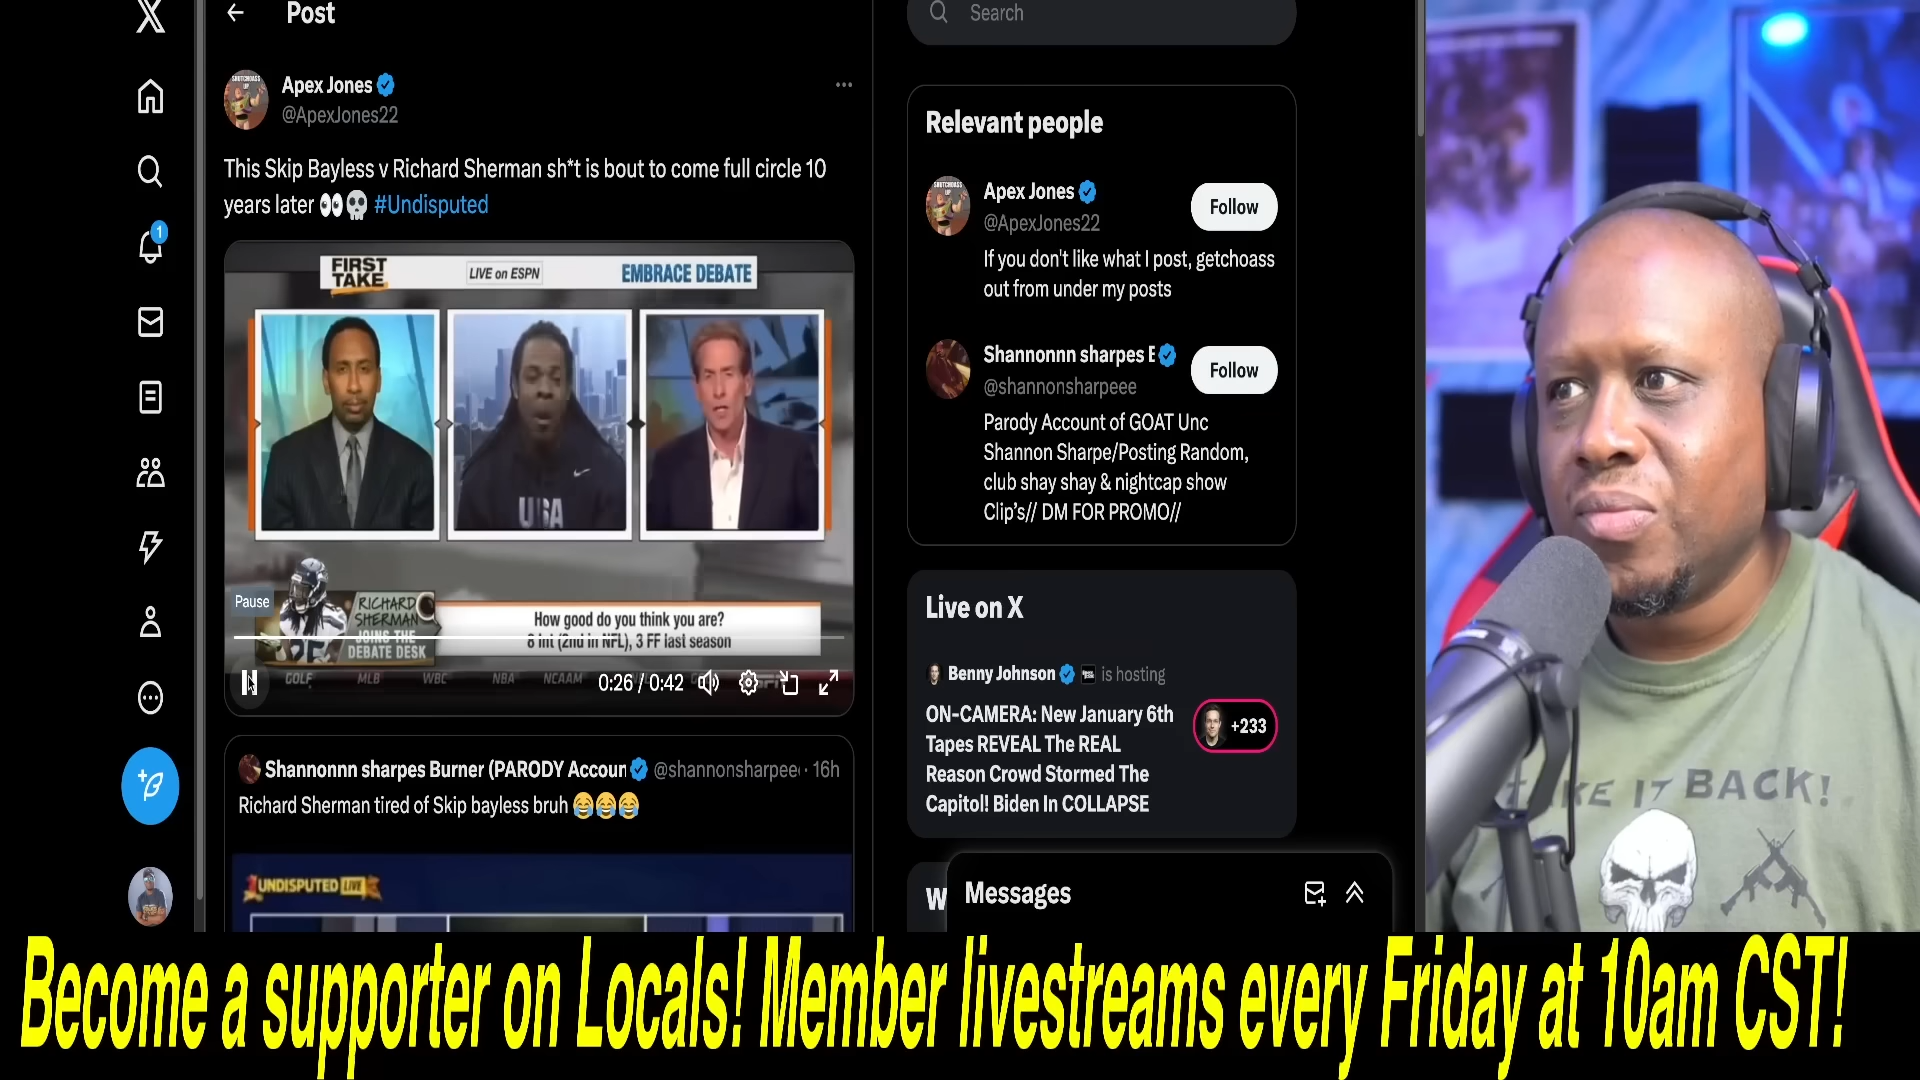 Post
Search
Apex Jones
@ApexJones22
This Skip Bayless v Richard Sherman sh*t is bout to come full circle 10
years later 👀💀 #Undisputed
FIRST
TAKE
LIVE on ESPN
EMBRACE DEBATE
USA
Pause
RICHARD
SHERMAN
JOINS THE
DEBATE DESK
How good do you think you are?
8 Int (2nd in NFL), 3 FF last season
GOLF
MLB
WBC
NBA
NCAAM
0:26 / 0:42
Shannonnn sharpes Burner (PARODY Accoun
@shannonsharpee
· 16h
Richard Sherman tired of Skip bayless bruh 😂😂😂
UNDISPUTED LIVE
1
Relevant people
Apex Jones
@ApexJones22
Follow
If you don't like what I post, getchoass
out from under my posts
Shannonnn sharpes E
@shannonsharpeee
Follow
Parody Account of GOAT Unc
Shannon Sharpe/Posting Random,
club shay shay & nightcap show
Clip's// DM FOR PROMO//
Live on X
Benny Johnson is hosting
ON-CAMERA: New January 6th
Tapes REVEAL The REAL
Reason Crowd Stormed The
Capitol! Biden In COLLAPSE
+233
W
Messages
IT BACK!
Become a supporter on Locals! Member livestreams every Friday at 10am CST!